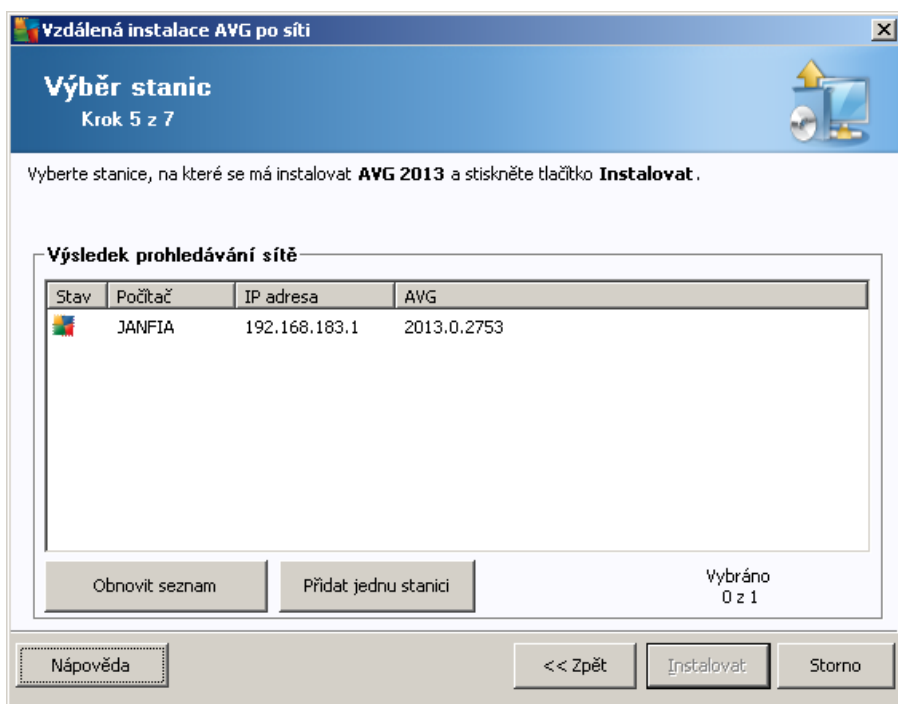 Vzdálená instalace AVG po síti
Výběr stanic
Krok 5 z 7
Vyberte stanice, na které se má instalovat AVG 2013 a stiskněte tlačítko Instalovat.
Výsledek prohledávání sítě
Stav Počítač IP adresa AVG
JANFIA 192.168.183.1 2013.0.2753
Obnovit seznam Přidat jednu stanici Vybráno
0 z 1
Nápověda << Zpět Instalovat Storno